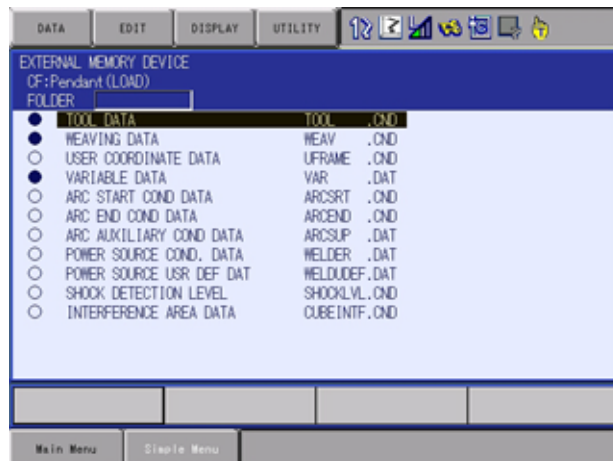 DATA EDIT DISPLAY UTILITY
EXTERNAL MEMORY DEVICE
CF:Pendant(LOAD)
FOLDER
TOOL DATA TOOL .CND
WEAVING DATA WEAV .CND
USER COORDINATE DATA UFRAME .CND
VARIABLE DATA VAR .DAT
ARC START COND DATA ARCSRT .CND
ARC END COND DATA ARCEND .CND
ARC AUXILIARY COND DATA ARCSUP .DAT
POWER SOURCE COND. DATA WELDER .DAT
POWER SOURCE USR DEF DAT WELDUDEF.DAT
SHOCK DETECTION LEVEL SHOCKLVL.CND
INTERFERENCE AREA DATA CUBEINTF.CND
Main Menu Simple Menu